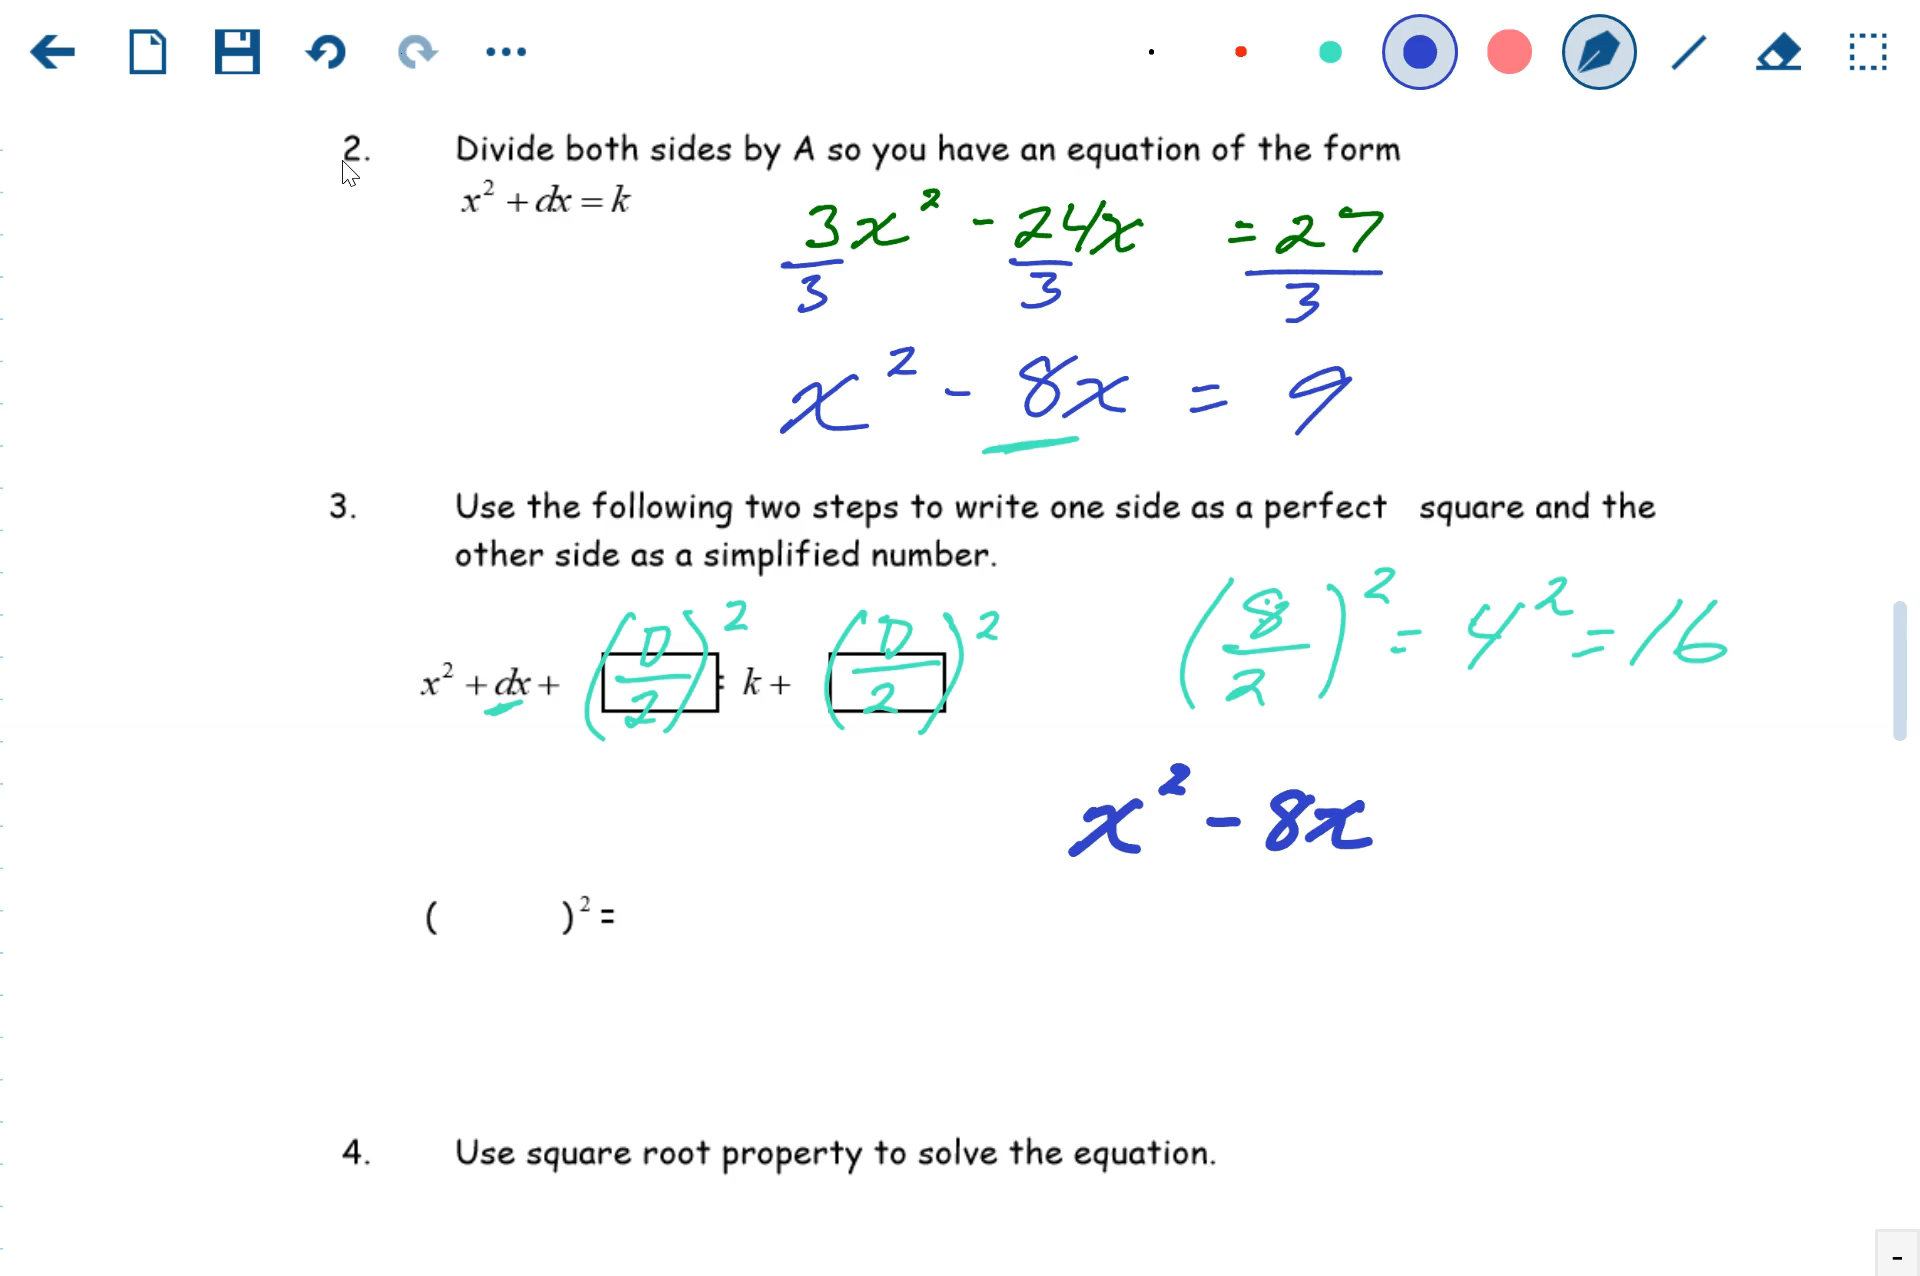 2. Divide both sides by A so you have an equation of the form
x² + dx = k
3x² - 24x = 27
3 3 3
x² - 8x = 9
3. Use the following two steps to write one side as a perfect square and the
other side as a simplified number.
x² + dx + (D/2)² = k + (D/2)²
(8/2)² = 4² = 16
x² - 8x
( )² =
4. Use square root property to solve the equation.